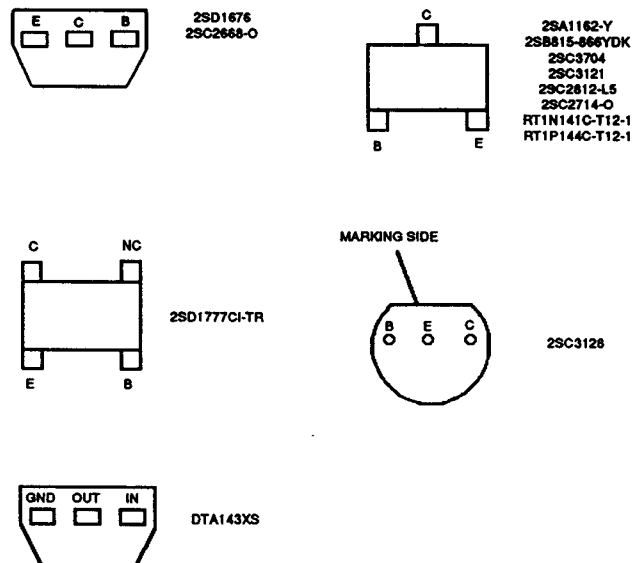 E C B
2SD1676
2SC2668-O
C
2SA1162-Y
2SB815-866YDK
2SC3704
2SC3121
2SC2812-L5
2SC2714-O
RT1N141C-T12-1
RT1P144C-T12-1
B E
C NC
2SD1777CI-TR
E B
MARKING SIDE
B E C
2SC3128
GND OUT IN
DTA143XS